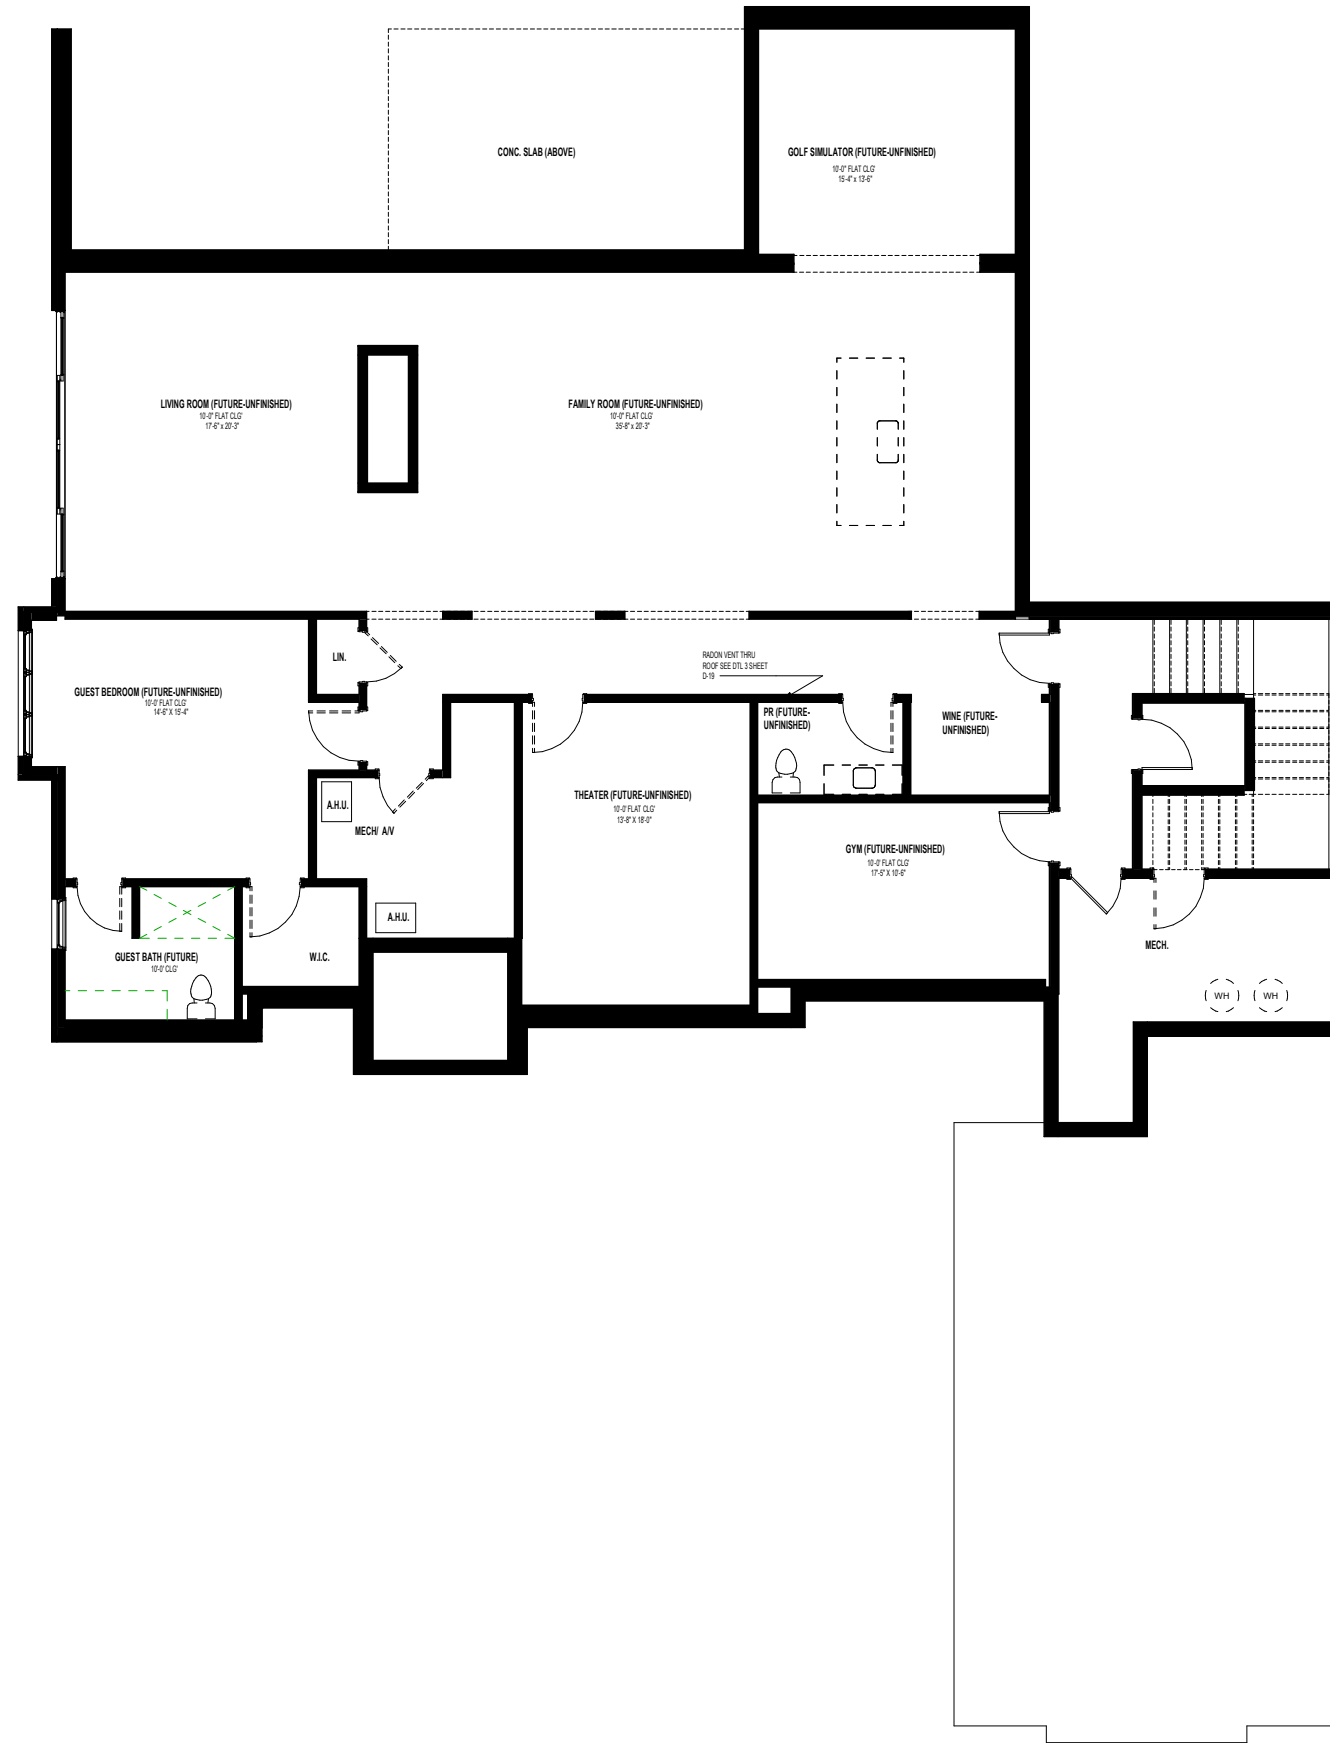 CONC. SLAB (ABOVE)
GOLF SIMULATOR (FUTURE-UNFINISHED)
10'-0" FLAT CLG'
15'-4" x 13'-6"
LIVING ROOM (FUTURE-UNFINISHED)
10'-0" FLAT CLG'
17'-6" x 20'-3"
FAMILY ROOM (FUTURE-UNFINISHED)
10'-0" FLAT CLG'
35'-8" x 20'-3"
LIN.
RADON VENT THRU
ROOF SEE DTL 3 SHEET
D-19
GUEST BEDROOM (FUTURE-UNFINISHED)
10'-0' FLAT CLG'
14'-6" X 15'-4"
PR (FUTURE-
UNFINISHED)
WINE (FUTURE-
UNFINISHED)
THEATER (FUTURE-UNFINISHED)
10'-0' FLAT CLG'
13'-8" X 18'-0"
A.H.U.
MECH/ A/V
GYM (FUTURE-UNFINISHED)
10'-0' FLAT CLG'
17'-5" X 10'-6"
A.H.U.
GUEST BATH (FUTURE)
10'-0' CLG'
W.I.C.
MECH.
WH
WH